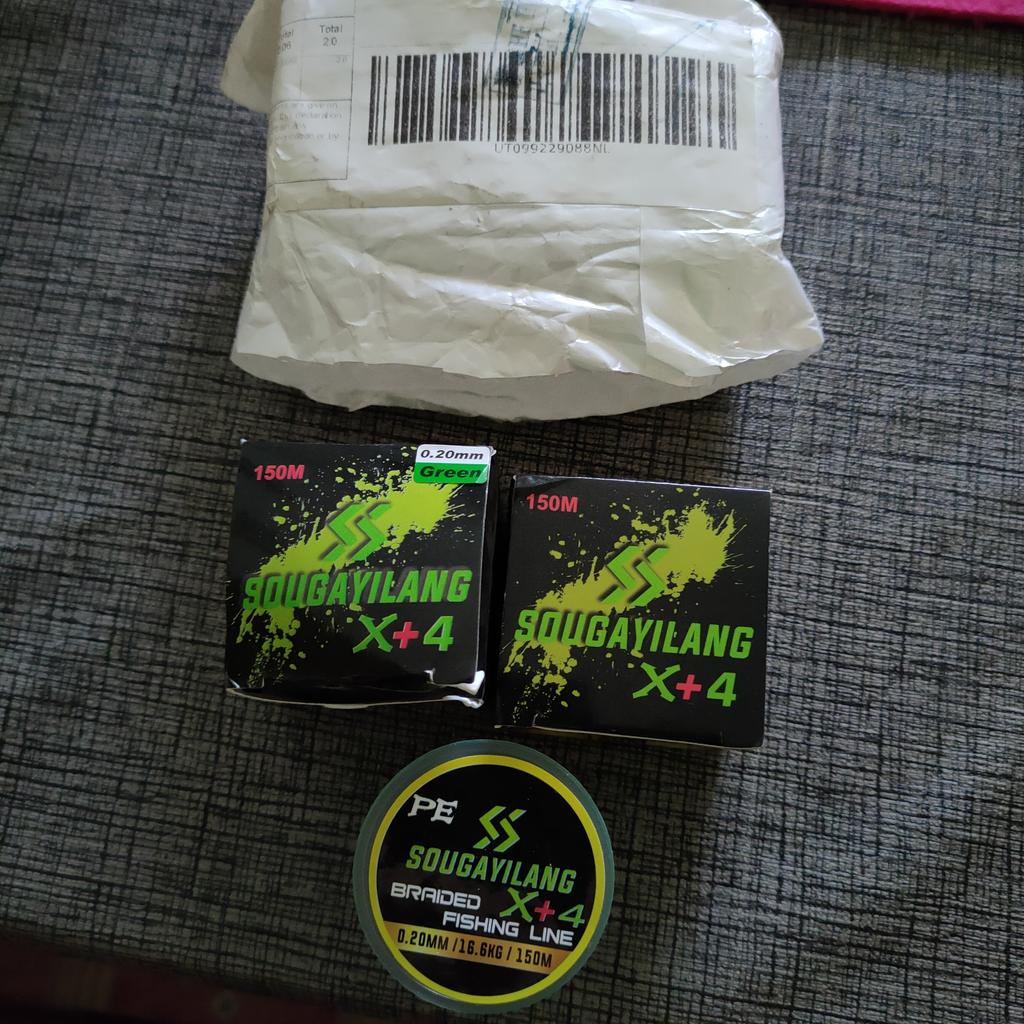 Total
20
UT099229088NL
150M
0.20mm
Green
SOUGAYILANG
X+4
150M
SOUGAYILANG
X+4
PE
SOUGAYILANG
BRAIDED X+4
FISHING LINE
0.20MM / 16.6KG / 150M